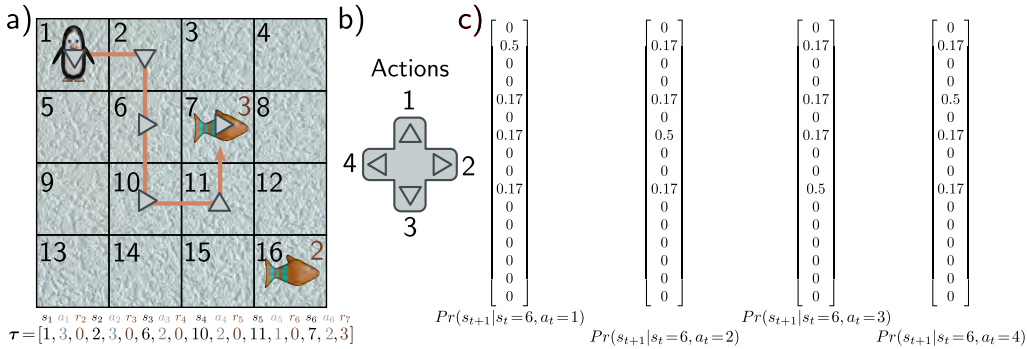 a)
1 2 3 4
5 6 7 3 8
9 10 11 12
13 14 15 16 2
s₁ a₁ r₂ s₂ a₂ r₃ s₃ a₃ r₄ s₄ a₄ r₅ s₅ a₅ r₆ s₆ a₆ r₇
τ=[1,3,0,2,3,0,6,2,0,10,2,0,11,1,0,7,2,3]
b)
Actions
1
4 2
3
c)
0 0 0 0
0.5 0.17 0.17 0.17
0 0 0 0
0 0 0 0
0.17 0.17 0.17 0.5
0 0 0 0
0.17 0.5 0.17 0.17
0 0 0 0
0 0 0 0
0.17 0.17 0.5 0.17
0 0 0 0
0 0 0 0
0 0 0 0
0 0 0 0
0 0 0 0
0 0 0 0
Pr(sₜ₊₁|sₜ=6,aₜ=1)
Pr(sₜ₊₁|sₜ=6,aₜ=2)
Pr(sₜ₊₁|sₜ=6,aₜ=3)
Pr(sₜ₊₁|sₜ=6,aₜ=4)